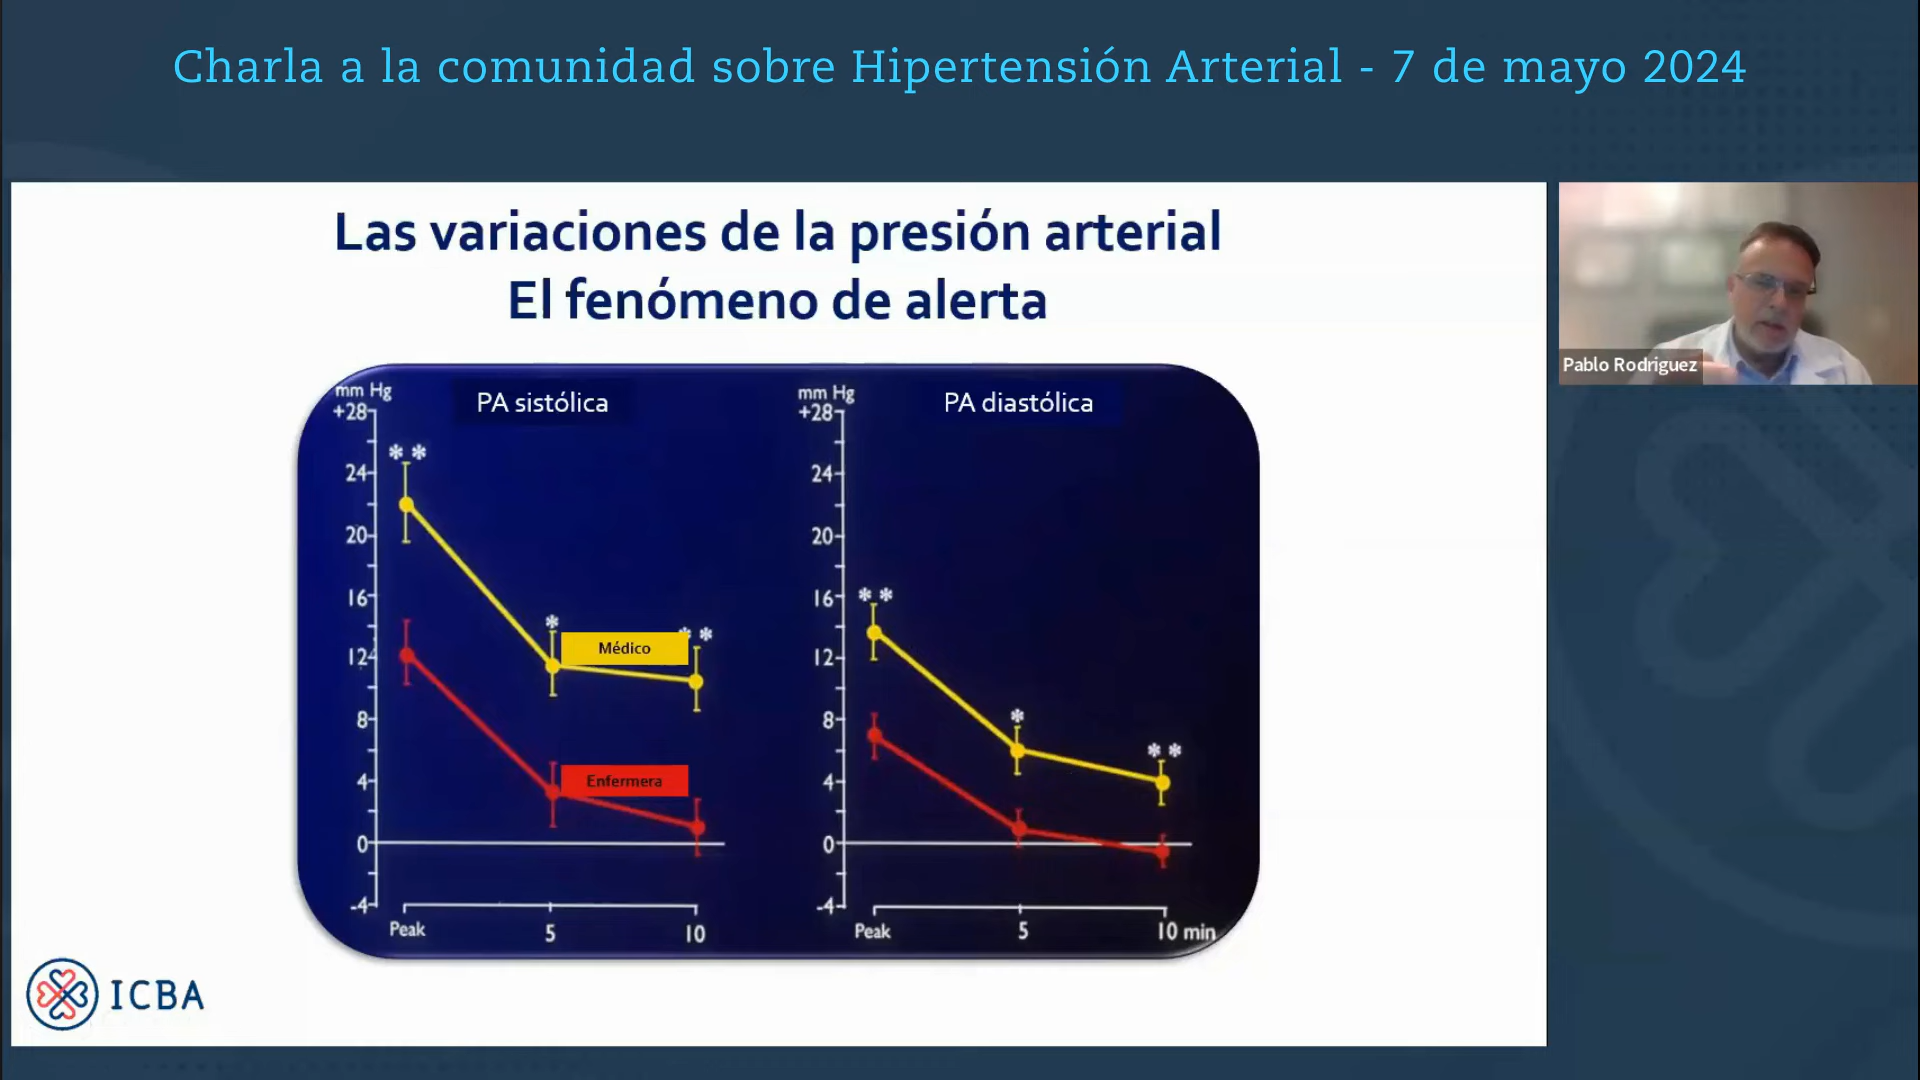 Charla a la comunidad sobre Hipertensión Arterial - 7 de mayo 2024
Las variaciones de la presión arterial
El fenómeno de alerta
mm Hg
PA sistólica
+28
24
20
16
12
8
4
0
-4
**
*
**
Médico
Enfermera
Peak
5
10
mm Hg
PA diastólica
+28
24
20
16
12
8
4
0
-4
**
*
**
Peak
5
10 min
Pablo Rodriguez
ICBA